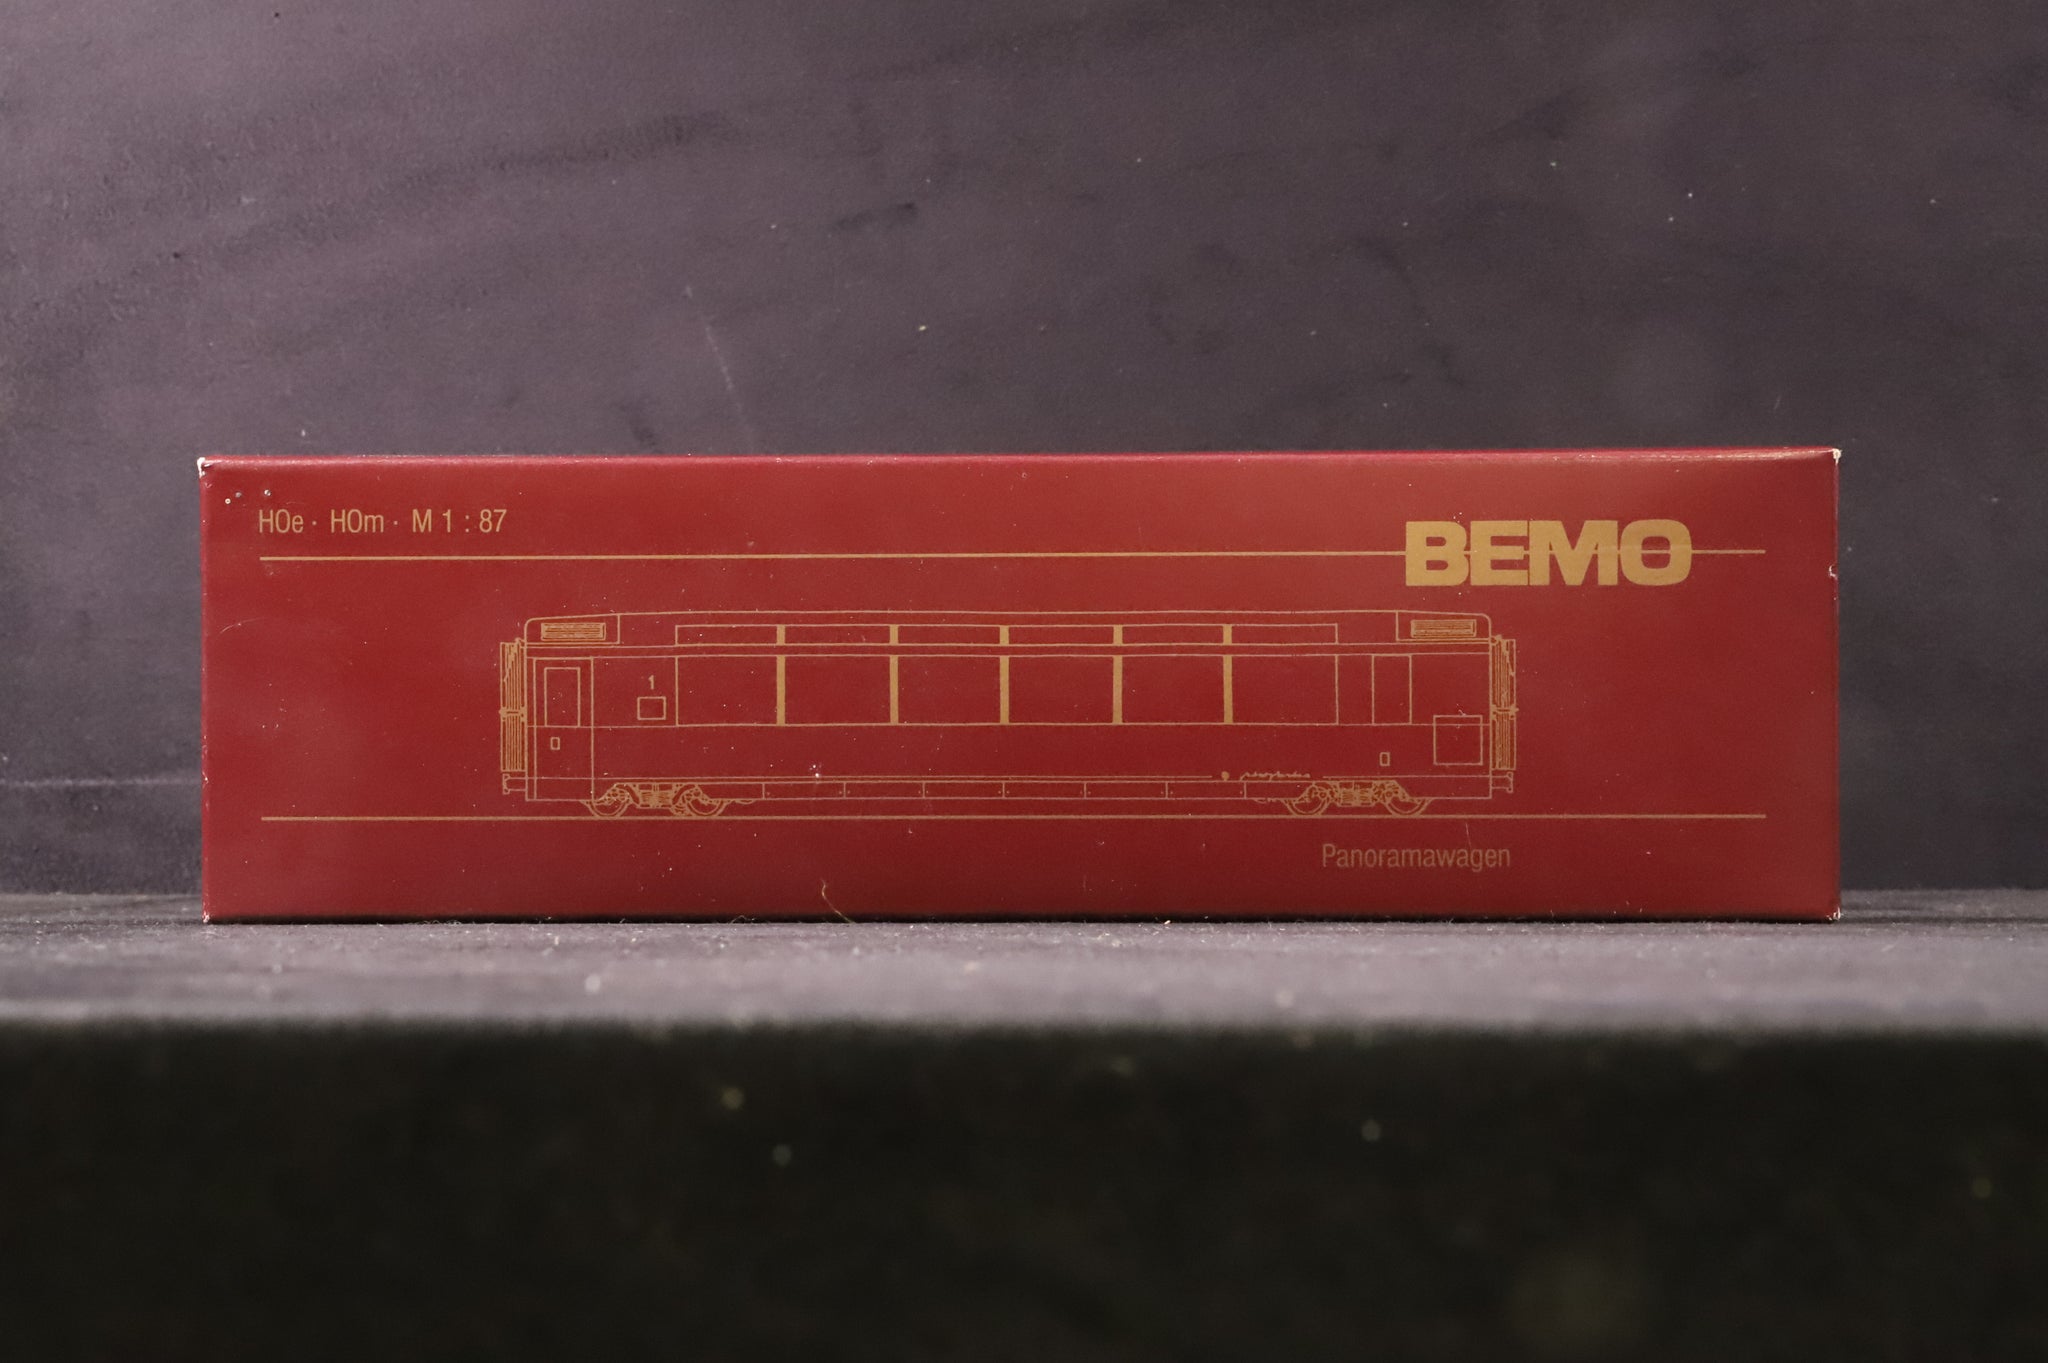 HOe · HOm · M 1 : 87
BEMO
1
Panoramawagen